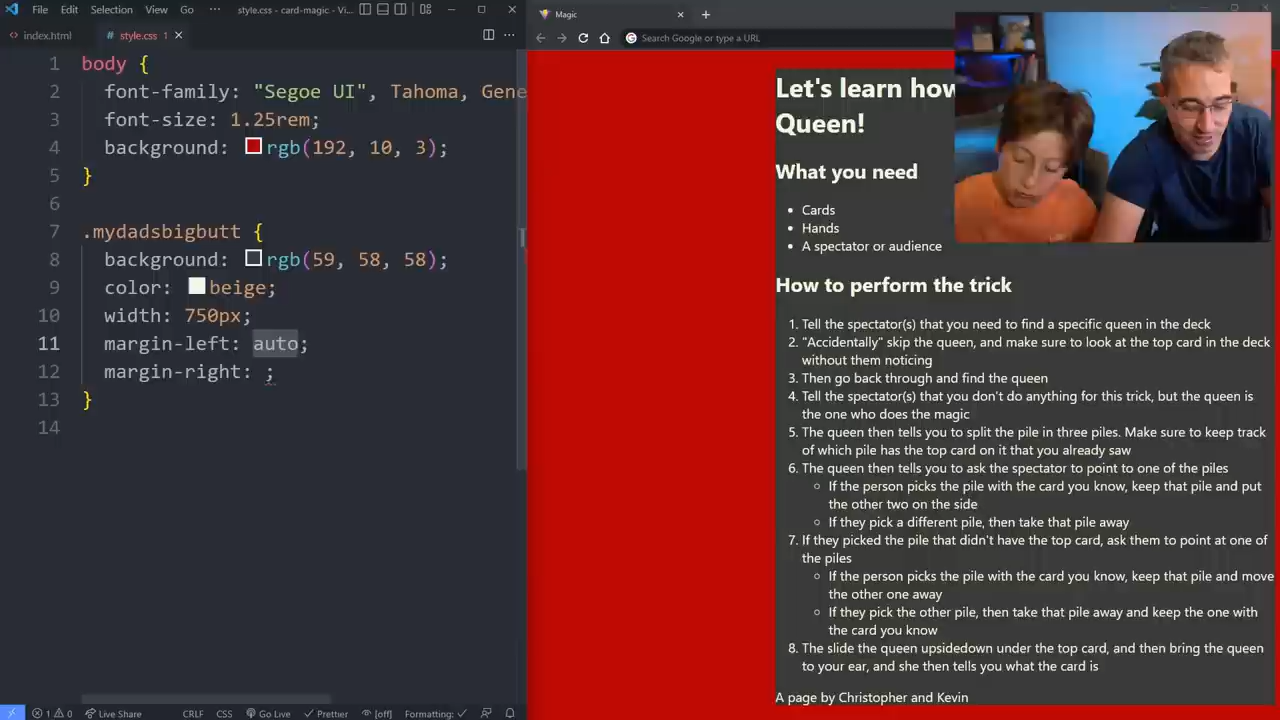 File Edit Selection View Go ··· style.css - card-magic - Vi...
index.html
style.css 1
1 body {
2 font-family: "Segoe UI", Tahoma, Gene
3 font-size: 1.25rem;
4 background: rgb(192, 10, 3);
5 }
6
7 .mydadsbigbutt {
8 background: rgb(59, 58, 58);
9 color: beige;
10 width: 750px;
11 margin-left: auto;
12 margin-right: ;
13 }
14
1 0 Live Share CRLF CSS Go Live Prettier [off] Formatting:
Magic
Search Google or type a URL
Let's learn how
Queen!
What you need
• Cards
• Hands
• A spectator or audience
How to perform the trick
1. Tell the spectator(s) that you need to find a specific queen in the deck
2. "Accidentally" skip the queen, and make sure to look at the top card in the deck
without them noticing
3. Then go back through and find the queen
4. Tell the spectator(s) that you don't do anything for this trick, but the queen is
the one who does the magic
5. The queen then tells you to split the pile in three piles. Make sure to keep track
of which pile has the top card on it that you already saw
6. The queen then tells you to ask the spectator to point to one of the piles
○ If the person picks the pile with the card you know, keep that pile and put
the other two on the side
○ If they pick a different pile, then take that pile away
7. If they picked the pile that didn't have the top card, ask them to point at one of
the piles
○ If the person picks the pile with the card you know, keep that pile and move
the other one away
○ If they pick the other pile, then take that pile away and keep the one with
the card you know
8. The slide the queen upsidedown under the top card, and then bring the queen
to your ear, and she then tells you what the card is
A page by Christopher and Kevin